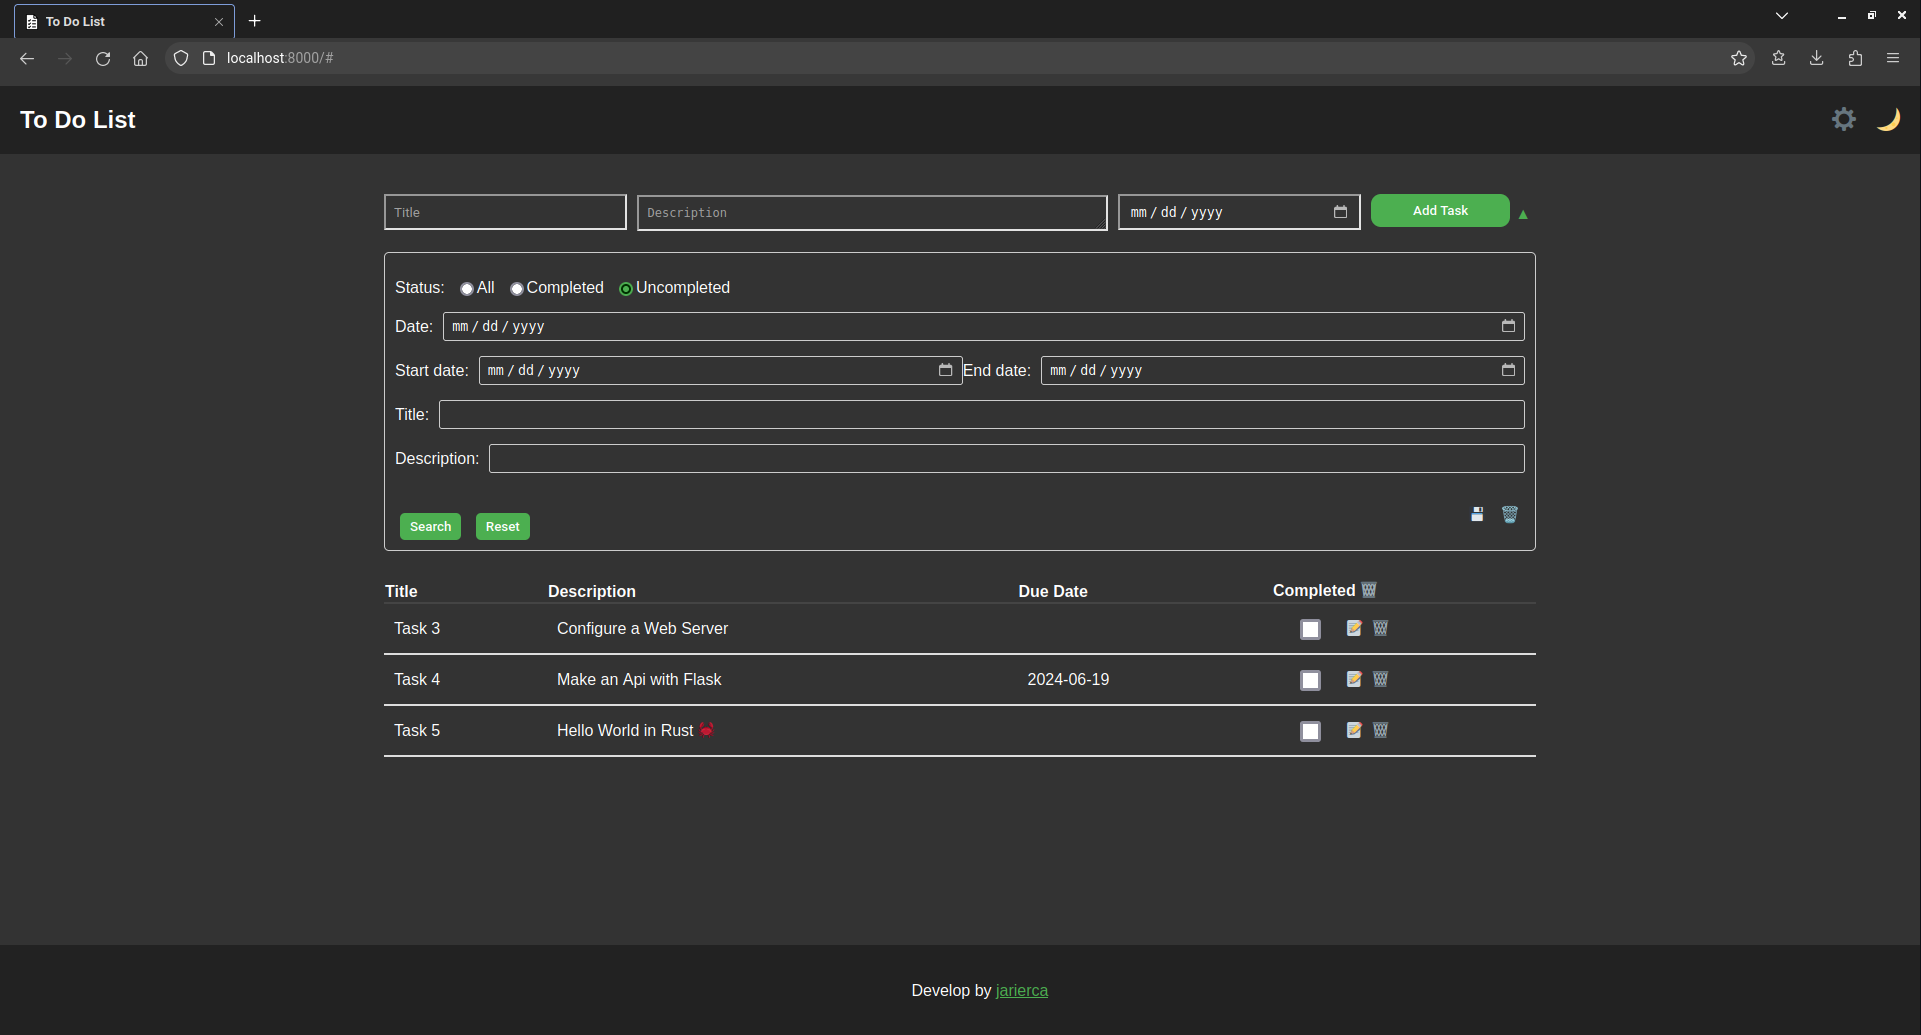 To Do List
localhost:8000/#
To Do List
Title Description mm / dd / yyyy Add Task ▲
Status: All Completed Uncompleted
Date: mm / dd / yyyy
Start date: mm / dd / yyyy End date: mm / dd / yyyy
Title:
Description:
Search Reset
Title Description Due Date Completed
Task 3 Configure a Web Server
Task 4 Make an Api with Flask 2024-06-19
Task 5 Hello World in Rust 🦀
Develop by jarierca